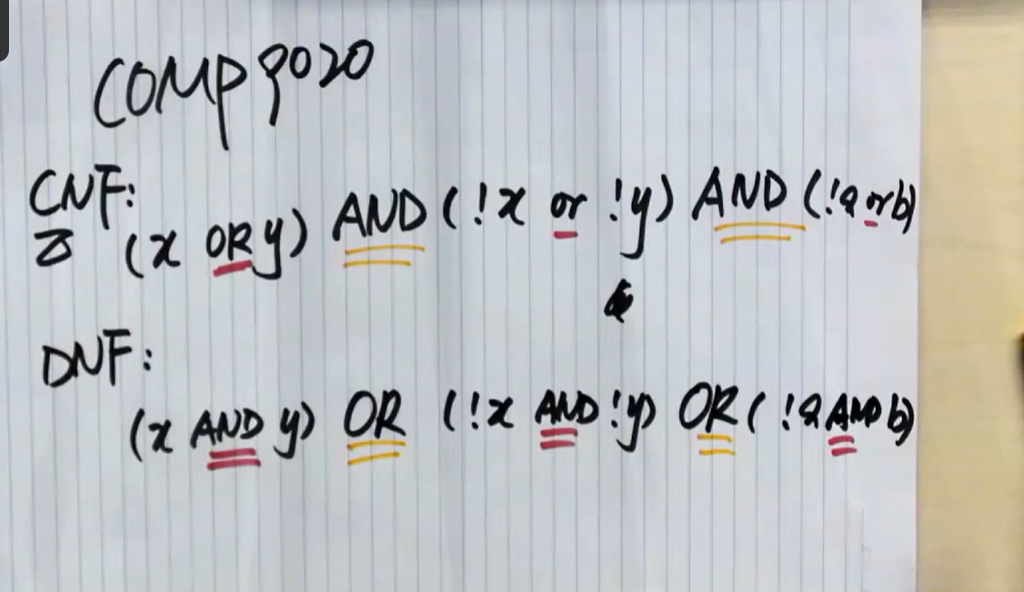 COMP9020
CNF:
(x OR y) AND (!x or !y) AND (!a or b)
DNF:
(x AND y) OR (!x AND !y) OR (!a AND b)